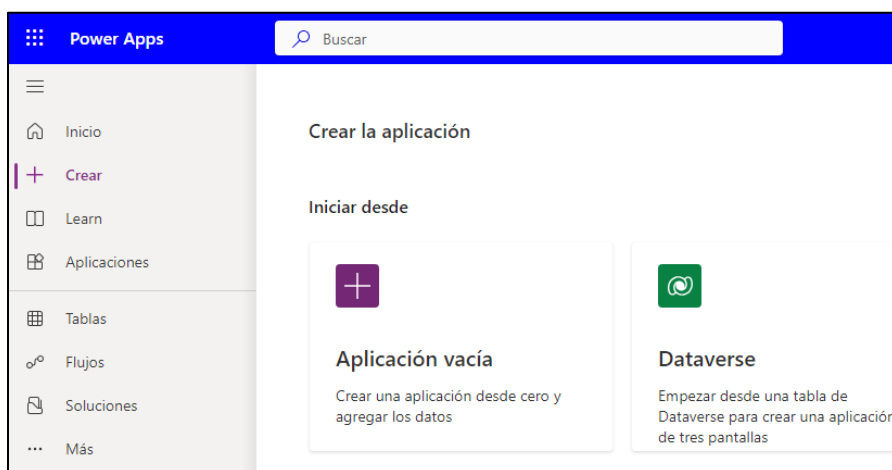 Power Apps
Buscar
Inicio
Crear
Learn
Aplicaciones
Tablas
Flujos
Soluciones
Más
Crear la aplicación
Iniciar desde
Aplicación vacía
Crear una aplicación desde cero y
agregar los datos
Dataverse
Empezar desde una tabla de
Dataverse para crear una aplicación
de tres pantallas